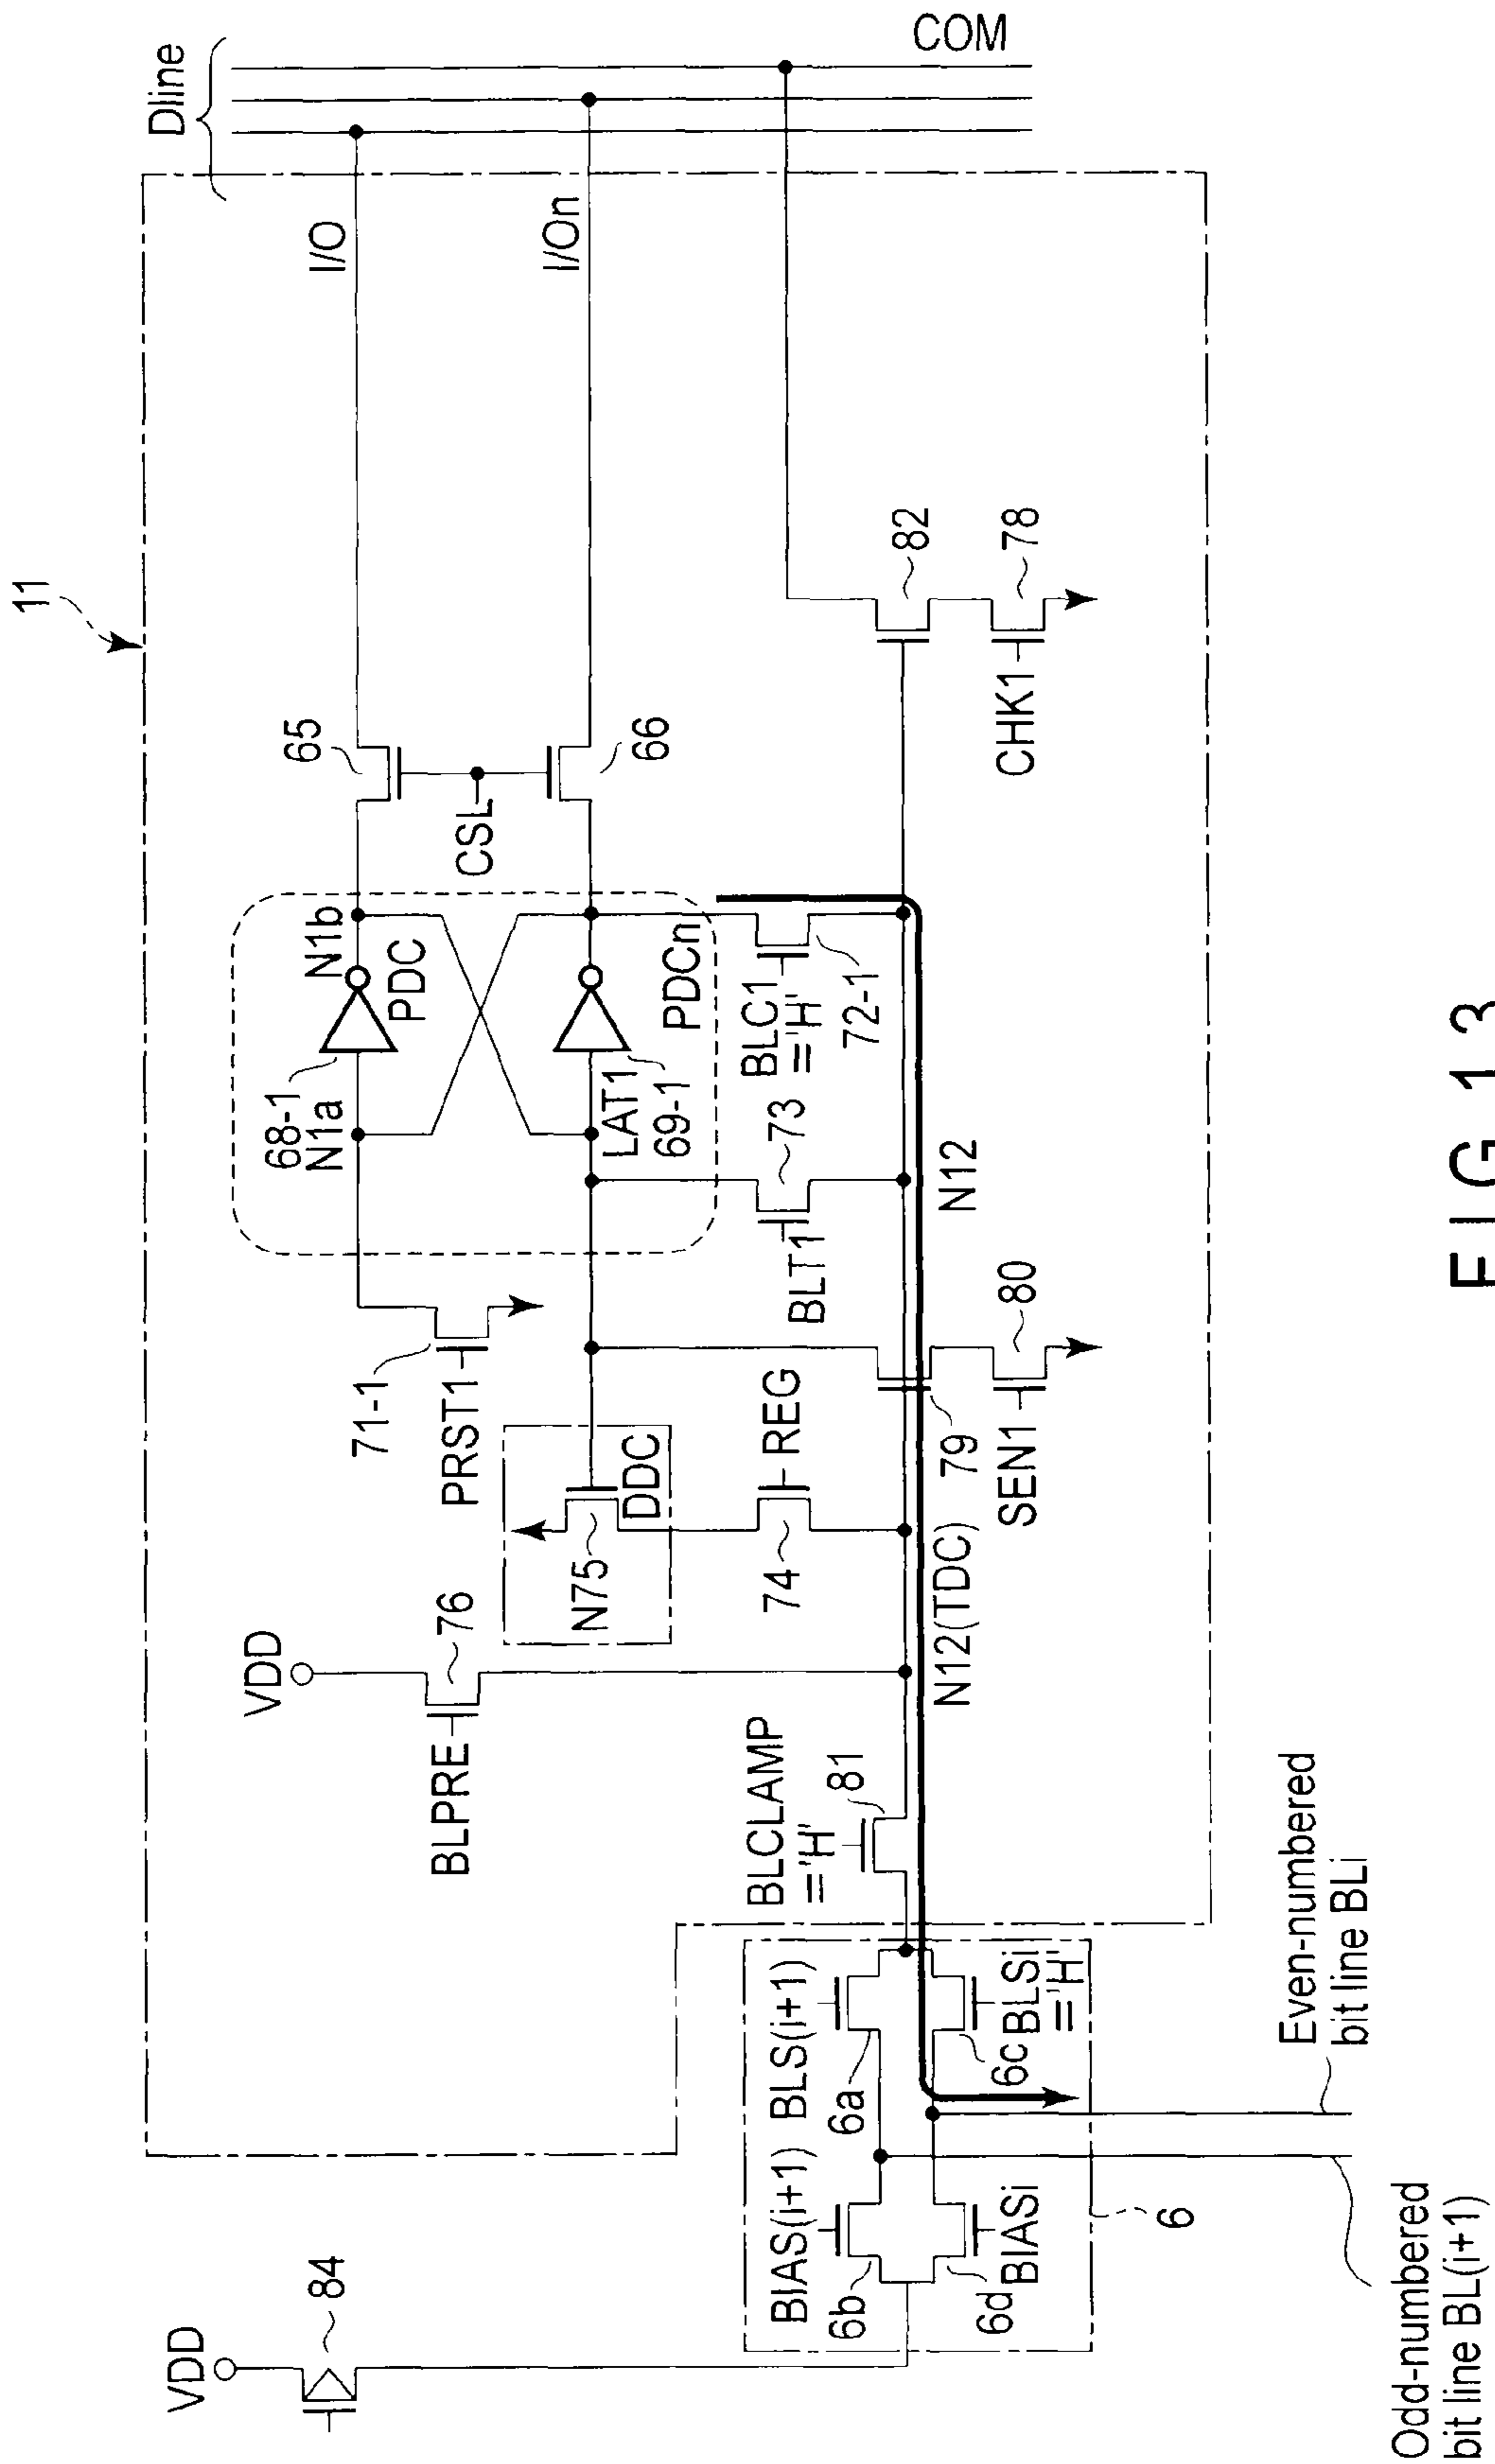 11
Dline
COM
I/O
I/On
VDD
84
VDD
BLPRE
76
71-1
PRST1
68-1
N1a
N1b
PDC
65
CSL
66
N75
DDC
LAT1
69-1
PDCn
74
REG
BLT1
73
BLC1
="H"
72-1
82
CHK1
78
BIAS(i+1)
BLS(i+1)
BLCLAMP
="H"
81
N12(TDC)
79
SEN1
80
N12
6b
6a
6d
BIASi
6c
BLSi
="H"
6
Odd-numbered
bit line BL(i+1)
Even-numbered
bit line BLi
FIG. 13